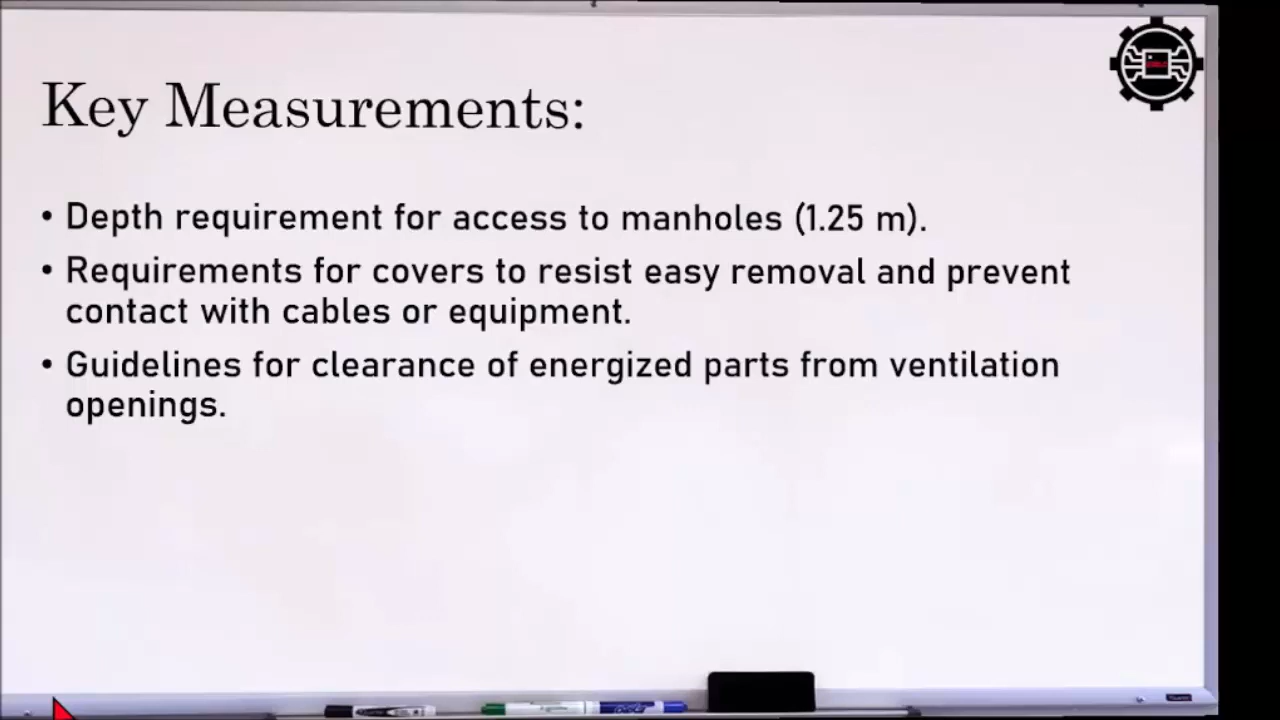 Key Measurements:
• Depth requirement for access to manholes (1.25 m).
• Requirements for covers to resist easy removal and prevent
contact with cables or equipment.
• Guidelines for clearance of energized parts from ventilation
openings.